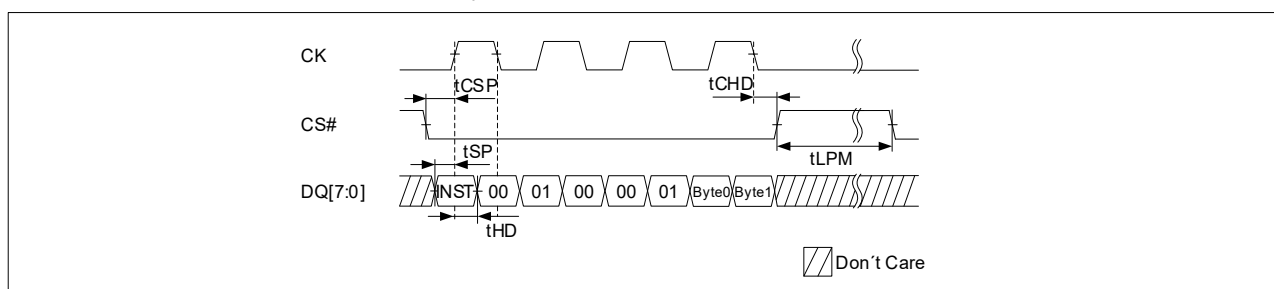 CK
tCSP
tCHD
CS#
tSP
tLPM
DQ[7:0] INST 00 01 00 00 01 Byte0 Byte1
tHD
Don´t Care